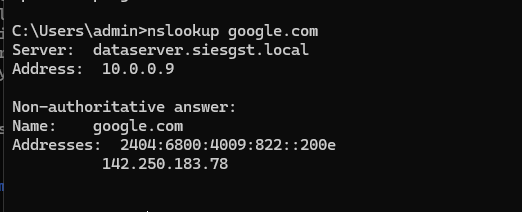 C:\Users\admin>nslookup google.com
Server:  dataserver.siesgst.local
Address:  10.0.0.9

Non-authoritative answer:
Name:    google.com
Addresses:  2404:6800:4009:822::200e
          142.250.183.78